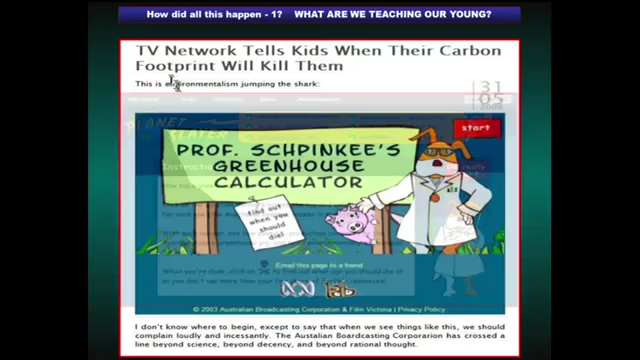 How did all this happen - 1? WHAT ARE WE TEACHING OUR YOUNG?
TV Network Tells Kids When Their Carbon
Footprint Will Kill Them
This is environmentalism jumping the shark:
31
05
PLANET
SLAYER
start
PROF. SCHPINKEE'S
GREENHOUSE
CALCULATOR
find out
when you
should
die!
Email this page to a friend
© 2003 Australian Broadcasting Corporation & Film Victoria | Privacy Policy
I don't know where to begin, except to say that when we see things like this, we should
complain loudly and incessantly. The Austalian Boardcasting Corporarion has crossed a
line beyond science, beyond decency, and beyond rational thought.